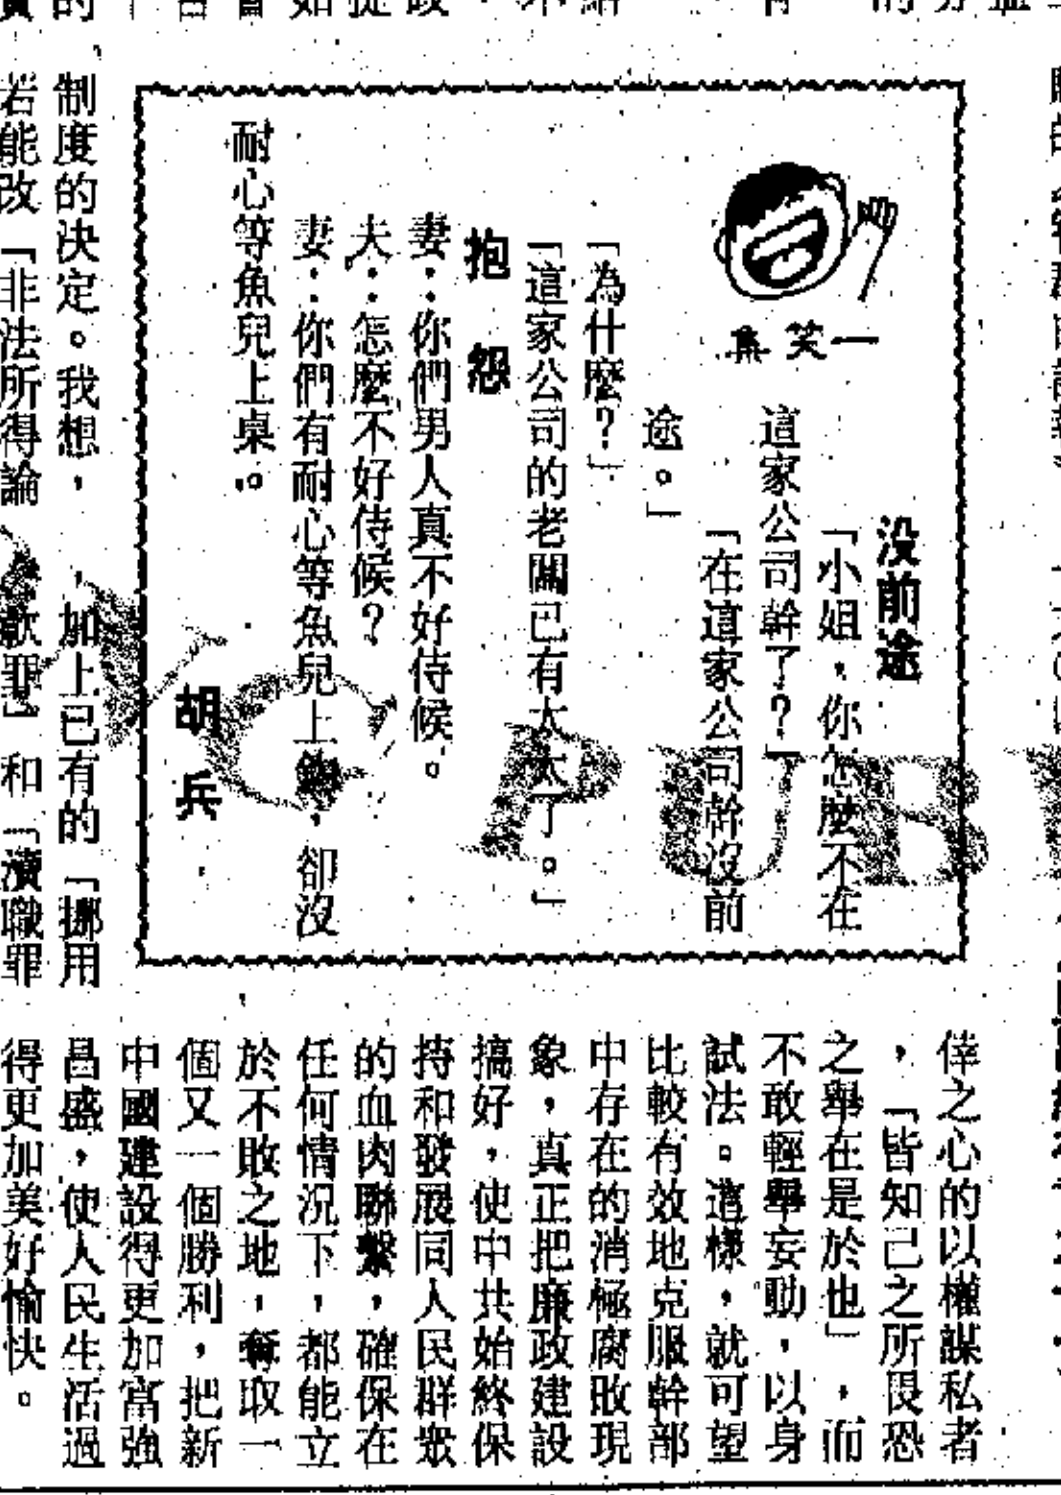 一笑集
没前途
「小姐，你怎麼不在
這家公司幹了？」
「在這家公司幹沒前
途。」
「為什麼？」
「這家公司的老闆已有太太了。」
抱怨
妻：你們男人真不好侍候。
夫：怎麼不好侍候？
妻：你們有耐心等魚兒上鈎，卻沒
耐心等魚兒上桌。
胡兵
制度的決定。我想，
，加上已有的「挪用
若能改「非法所得論
款罪」和「瀆職罪
倖之心的以權謀私者
，「皆知己之所畏恐
之舉在是於也」，而
不敢輕舉妄動，以身
試法。這樣，就可望
比較有效地克服幹部
中存在的消極腐敗現
象，真正把廉政建設
搞好，使中共始終保
持和發展同人民群眾
的血肉聯繫，確保在
任何情況下，都能立
於不敗之地，奪取一
個又一個勝利，把新
中國建設得更加富強
昌盛，使人民生活過
得更加美好愉快。
PUB